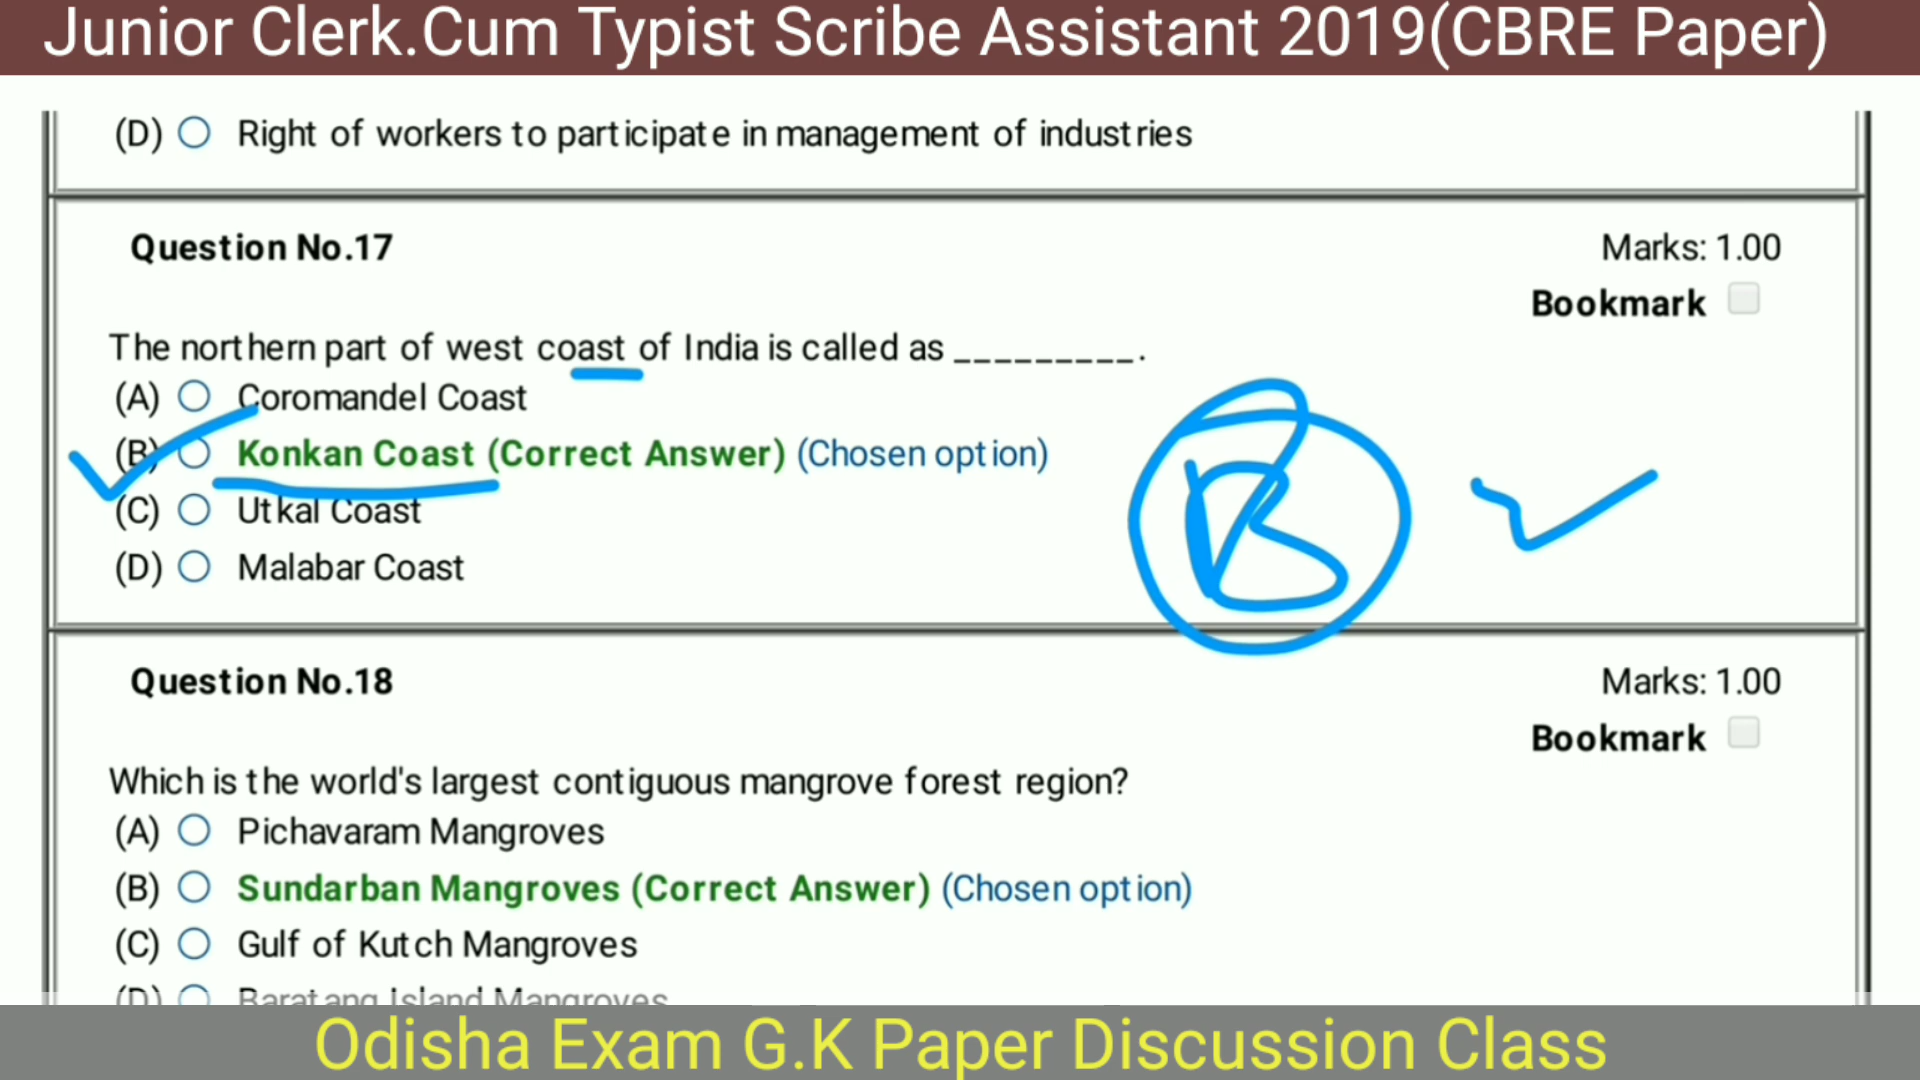 Junior Clerk.Cum Typist Scribe Assistant 2019(CBRE Paper)
(D) Right of workers to participate in management of industries
Question No.17
Marks: 1.00
Bookmark
The northern part of west coast of India is called as _________.
(A) Coromandel Coast
(B) Konkan Coast (Correct Answer) (Chosen option)
(C) Utkal Coast
(D) Malabar Coast
B
Question No.18
Marks: 1.00
Bookmark
Which is the world's largest contiguous mangrove forest region?
(A) Pichavaram Mangroves
(B) Sundarban Mangroves (Correct Answer) (Chosen option)
(C) Gulf of Kutch Mangroves
(D) Baratang Island Mangroves
Odisha Exam G.K Paper Discussion Class